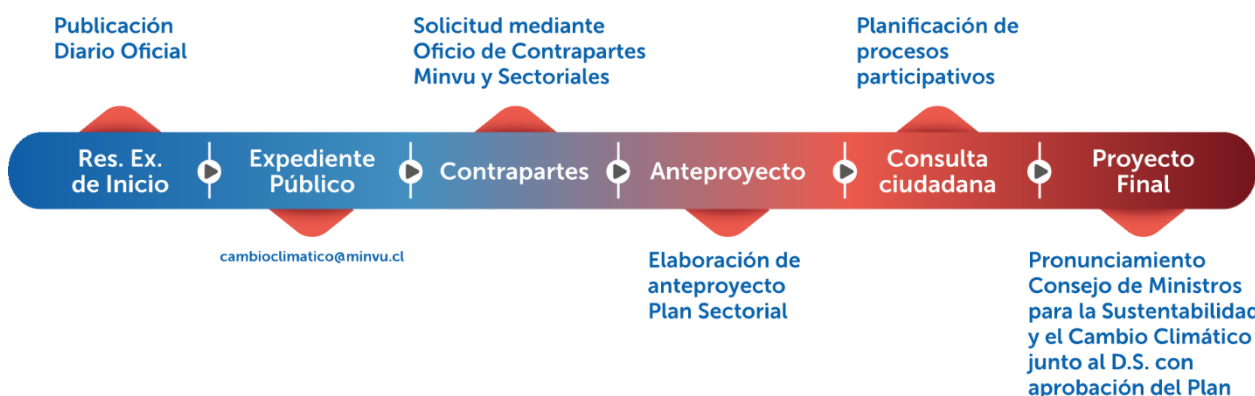 Publicación
Diario Oficial
Solicitud mediante
Oficio de Contrapartes
Minvu y Sectoriales
Planificación de
procesos
participativos
Res. Ex.
de Inicio
Expediente
Público
Contrapartes
Anteproyecto
Consulta
ciudadana
Proyecto
Final
cambioclimatico@minvu.cl
Elaboración de
anteproyecto
Plan Sectorial
Pronunciamiento
Consejo de Ministros
para la Sustentabilidad
y el Cambio Climático
junto al D.S. con
aprobación del Plan